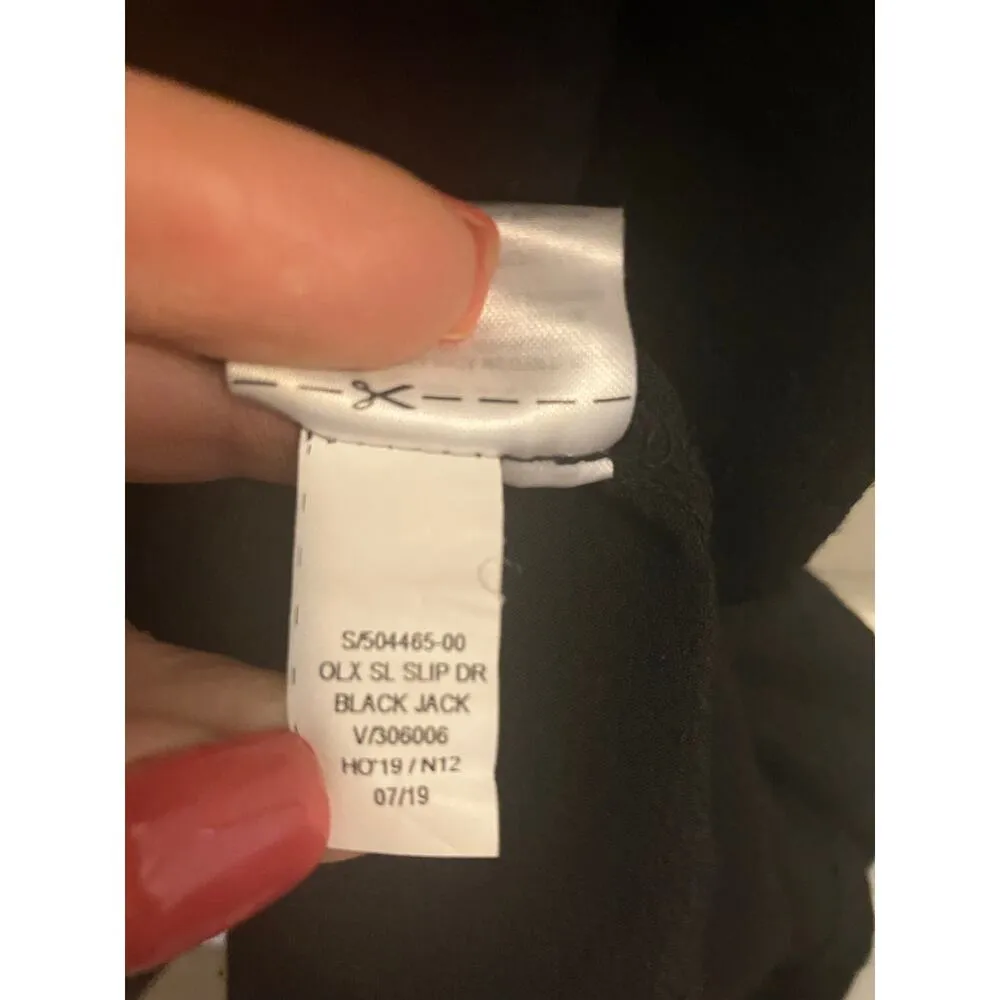 S/504465-00
OLX SL SLIP DR
BLACK JACK
V/306006
HO'19 / N12
07/19